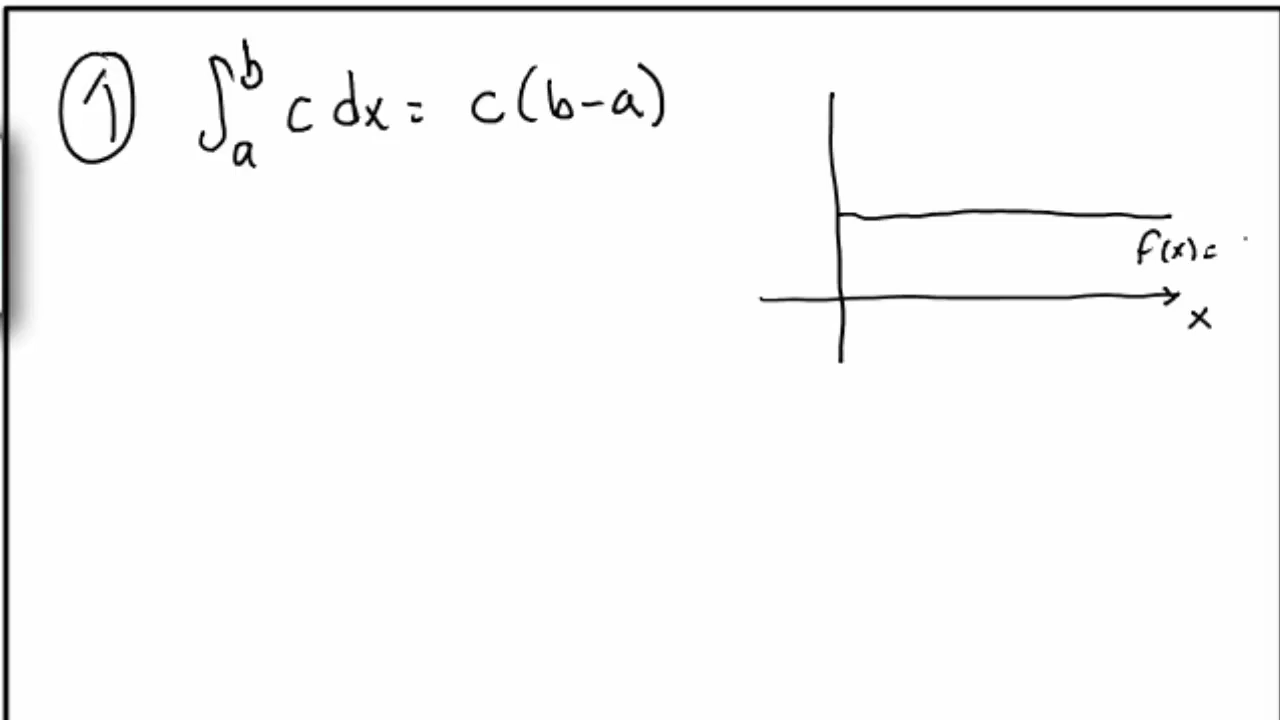 ① ∫_a^b c dx = c(b-a)
f(x) =
x